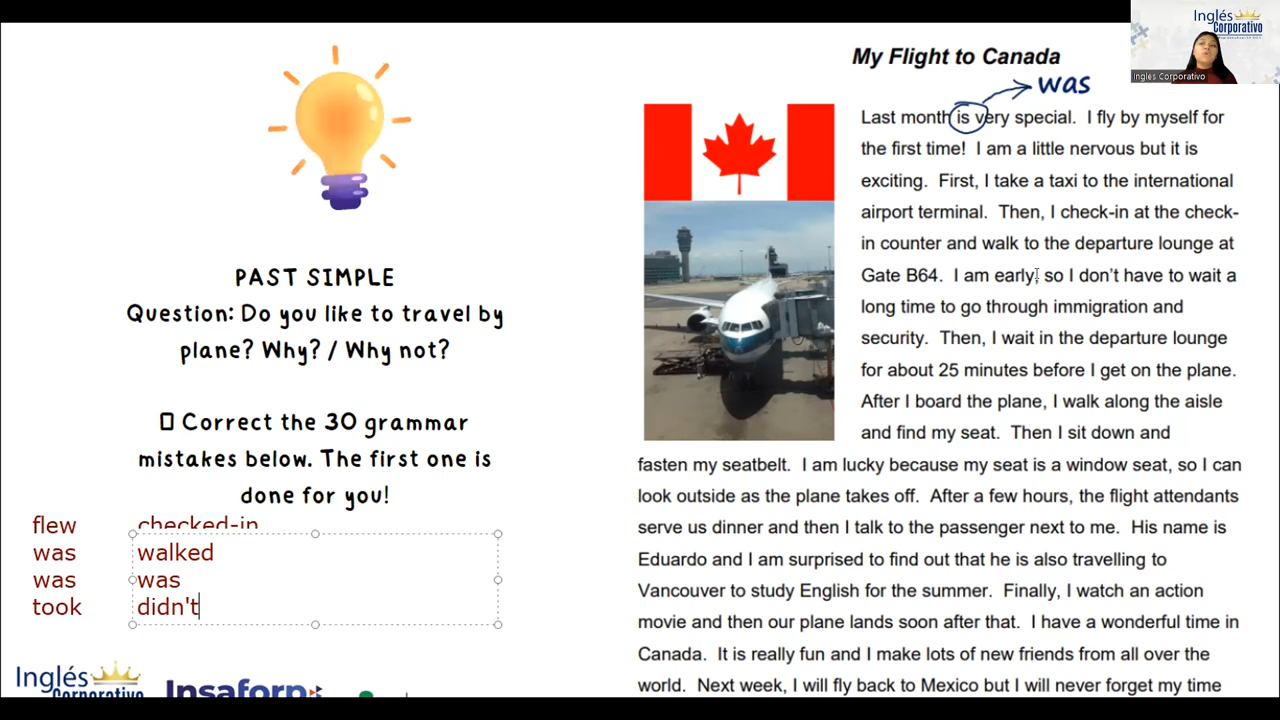 PAST SIMPLE
Question: Do you like to travel by
plane? Why? / Why not?
Correct the 30 grammar
mistakes below. The first one is
done for you!
flew
was
was
took
checked-in
walked
was
didn't
Inglés
Corporativo
Insaforp
My Flight to Canada
was
Last month is very special. I fly by myself for
the first time! I am a little nervous but it is
exciting. First, I take a taxi to the international
airport terminal. Then, I check-in at the check-
in counter and walk to the departure lounge at
Gate B64. I am early, so I don't have to wait a
long time to go through immigration and
security. Then, I wait in the departure lounge
for about 25 minutes before I get on the plane.
After I board the plane, I walk along the aisle
and find my seat. Then I sit down and
fasten my seatbelt. I am lucky because my seat is a window seat, so I can
look outside as the plane takes off. After a few hours, the flight attendants
serve us dinner and then I talk to the passenger next to me. His name is
Eduardo and I am surprised to find out that he is also travelling to
Vancouver to study English for the summer. Finally, I watch an action
movie and then our plane lands soon after that. I have a wonderful time in
Canada. It is really fun and I make lots of new friends from all over the
world. Next week, I will fly back to Mexico but I will never forget my time
Inglés
Corporativo
Ingles Corporativo